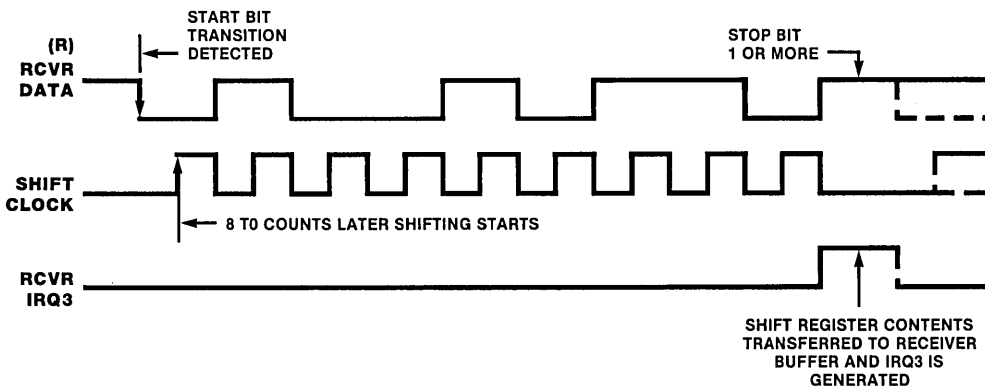 START BIT
TRANSITION
DETECTED
STOP BIT
1 OR MORE
(R)
RCVR
DATA
SHIFT
CLOCK
8 T0 COUNTS LATER SHIFTING STARTS
RCVR
IRQ3
SHIFT REGISTER CONTENTS
TRANSFERRED TO RECEIVER
BUFFER AND IRQ3 IS
GENERATED